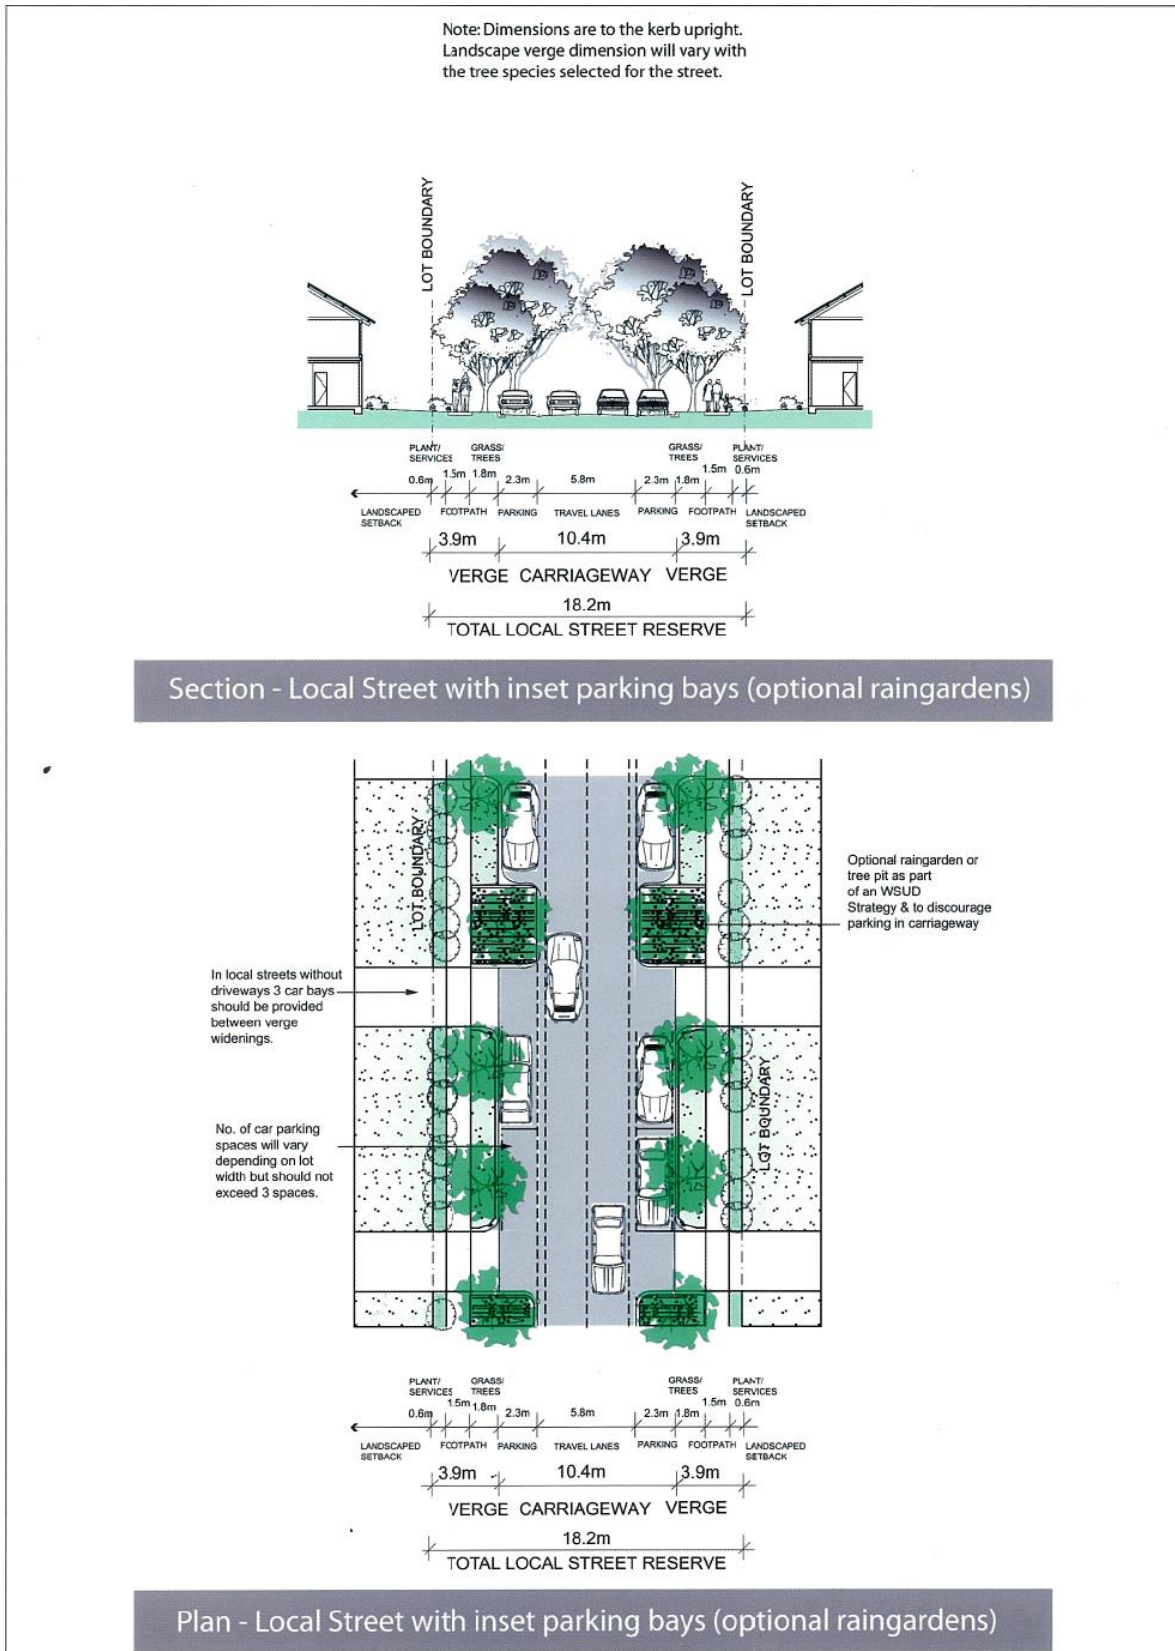 Note: Dimensions are to the kerb upright.
Landscape verge dimension will vary with
the tree species selected for the street.
LOT BOUNDARY
LOT BOUNDARY
PLANT/
SERVICES
GRASS/
TREES
GRASS/
TREES
PLANT/
SERVICES
0.6m 1.5m 1.8m 2.3m 5.8m 2.3m 1.8m 1.5m 0.6m
LANDSCAPED
SETBACK
FOOTPATH PARKING TRAVEL LANES PARKING FOOTPATH
LANDSCAPED
SETBACK
3.9m 10.4m 3.9m
VERGE CARRIAGEWAY VERGE
18.2m
TOTAL LOCAL STREET RESERVE
Section - Local Street with inset parking bays (optional raingardens)
LOT BOUNDARY
Optional raingarden or
tree pit as part
of an WSUD
Strategy & to discourage
parking in carriageway
In local streets without
driveways 3 car bays
should be provided
between verge
widenings.
LOT BOUNDARY
No. of car parking
spaces will vary
depending on lot
width but should not
exceed 3 spaces.
PLANT/
SERVICES
GRASS/
TREES
GRASS/
TREES
PLANT/
SERVICES
0.6m 1.5m 1.8m 2.3m 5.8m 2.3m 1.8m 1.5m 0.6m
LANDSCAPED
SETBACK
FOOTPATH PARKING TRAVEL LANES PARKING FOOTPATH
LANDSCAPED
SETBACK
3.9m 10.4m 3.9m
VERGE CARRIAGEWAY VERGE
18.2m
TOTAL LOCAL STREET RESERVE
Plan - Local Street with inset parking bays (optional raingardens)